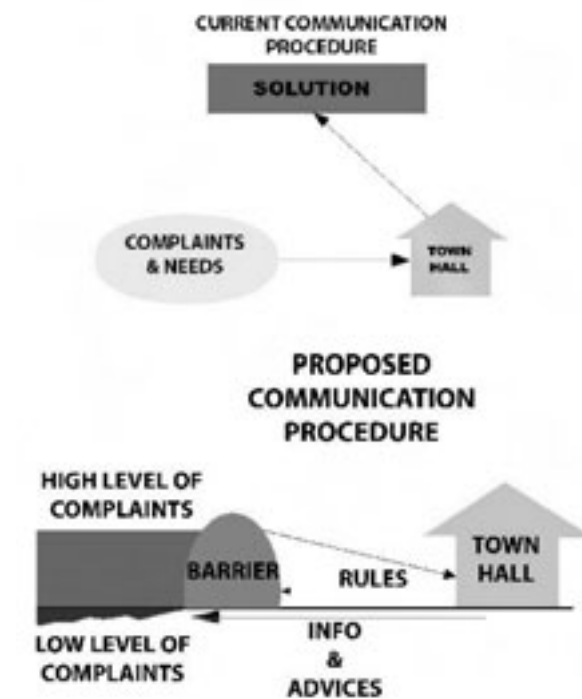 CURRENT COMMUNICATION
PROCEDURE
SOLUTION
COMPLAINTS
& NEEDS
TOWN
HALL
PROPOSED
COMMUNICATION
PROCEDURE
HIGH LEVEL OF
COMPLAINTS
BARRIER
RULES
TOWN
HALL
LOW LEVEL OF
COMPLAINTS
INFO
&
ADVICES